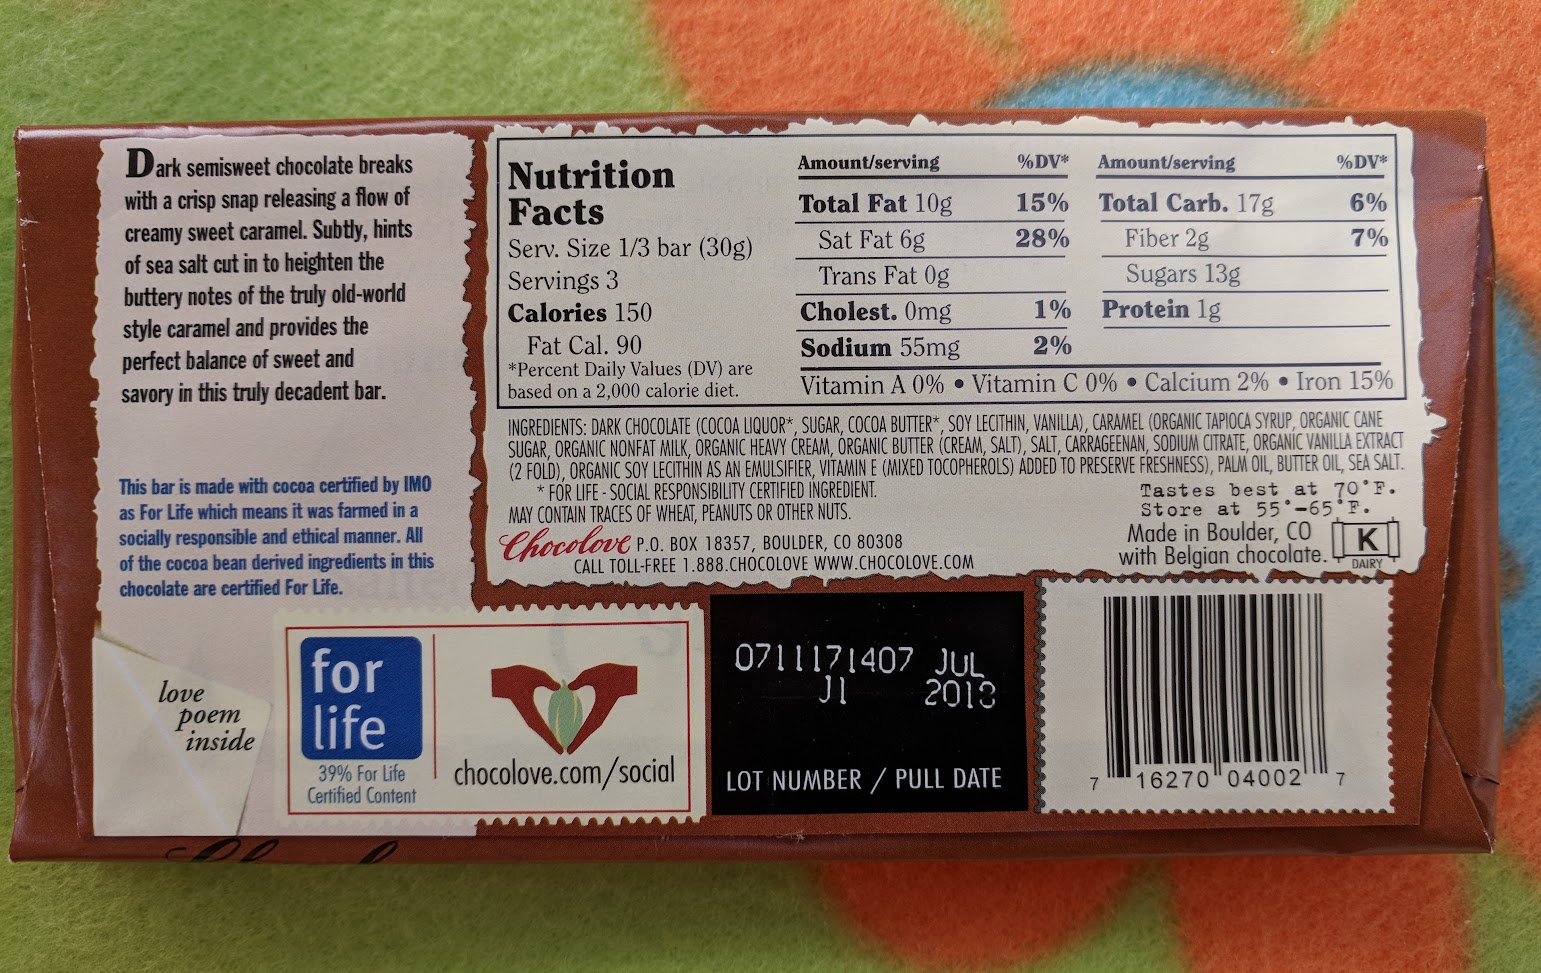 Dark semisweet chocolate breaks
with a crisp snap releasing a flow of
creamy sweet caramel. Subtly, hints
of sea salt cut in to heighten the
buttery notes of the truly old-world
style caramel and provides the
perfect balance of sweet and
savory in this truly decadent bar.
This bar is made with cocoa certified by IMO
as For Life which means it was farmed in a
socially responsible and ethical manner. All
of the cocoa bean derived ingredients in this
chocolate are certified For Life.
love
poem
inside
for
life
39% For Life
Certified Content
chocolove.com/social
Nutrition
Facts
Serv. Size 1/3 bar (30g)
Servings 3
Calories 150
Fat Cal. 90
*Percent Daily Values (DV) are
based on a 2,000 calorie diet.
Amount/serving %DV*
Total Fat 10g 15%
Sat Fat 6g 28%
Trans Fat 0g
Cholest. 0mg 1%
Sodium 55mg 2%
Amount/serving %DV*
Total Carb. 17g 6%
Fiber 2g 7%
Sugars 13g
Protein 1g
Vitamin A 0% • Vitamin C 0% • Calcium 2% • Iron 15%
INGREDIENTS: DARK CHOCOLATE (COCOA LIQUOR*, SUGAR, COCOA BUTTER*, SOY LECITHIN, VANILLA), CARAMEL (ORGANIC TAPIOCA SYRUP, ORGANIC CANE
SUGAR, ORGANIC NONFAT MILK, ORGANIC HEAVY CREAM, ORGANIC BUTTER (CREAM, SALT), SALT, CARRAGEENAN, SODIUM CITRATE, ORGANIC VANILLA EXTRACT
(2 FOLD), ORGANIC SOY LECITHIN AS AN EMULSIFIER, VITAMIN E (MIXED TOCOPHEROLS) ADDED TO PRESERVE FRESHNESS), PALM OIL, BUTTER OIL, SEA SALT.
* FOR LIFE - SOCIAL RESPONSIBILITY CERTIFIED INGREDIENT.
MAY CONTAIN TRACES OF WHEAT, PEANUTS OR OTHER NUTS.
Chocolove P.O. BOX 18357, BOULDER, CO 80308
CALL TOLL-FREE 1.888.CHOCOLOVE WWW.CHOCOLOVE.COM
Tastes best at 70°F.
Store at 55°-65°F.
Made in Boulder, CO
with Belgian chocolate.
K
DAIRY
0711171407 JUL
J1 2018
LOT NUMBER / PULL DATE
7 16270 04002 7